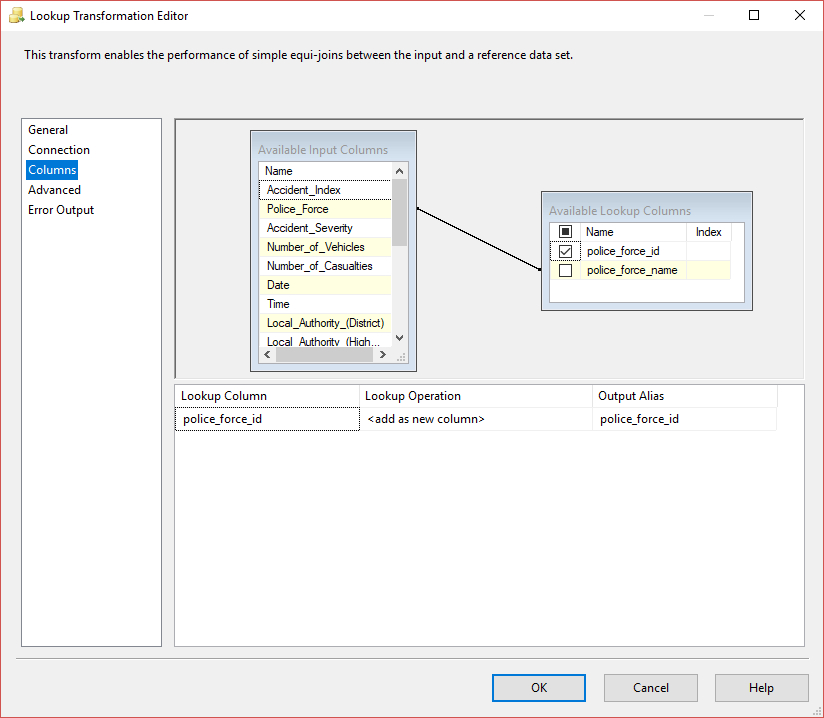 Lookup Transformation Editor
This transform enables the performance of simple equi-joins between the input and a reference data set.
General
Connection
Columns
Advanced
Error Output
Available Input Columns
Name
Accident_Index
Police_Force
Accident_Severity
Number_of_Vehicles
Number_of_Casualties
Date
Time
Local_Authority_(District)
Local_Authority_(High...
Available Lookup Columns
Name Index
police_force_id
police_force_name
Lookup Column Lookup Operation Output Alias
police_force_id <add as new column> police_force_id
OK Cancel Help